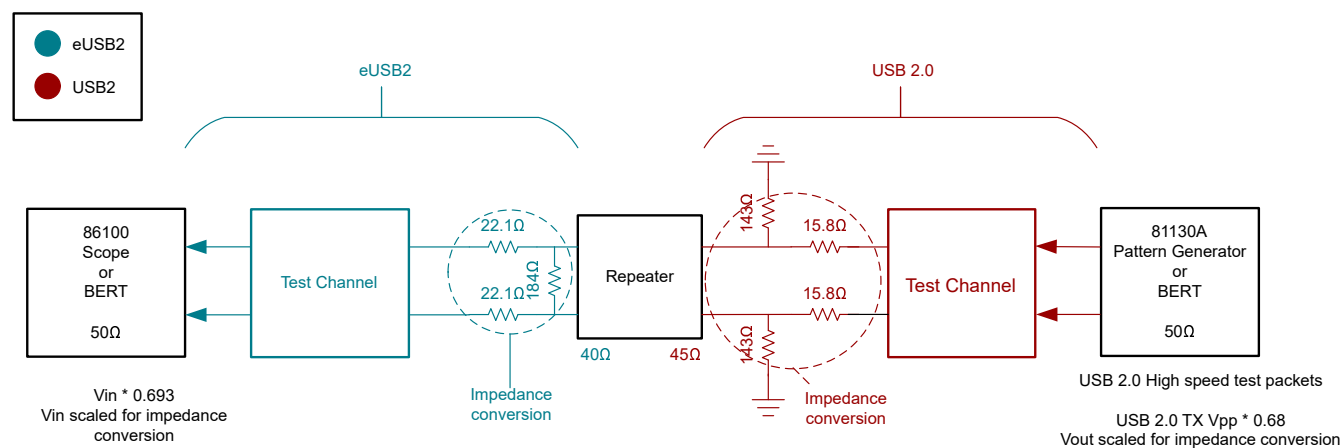 eUSB2
USB2
eUSB2
USB 2.0
86100
Scope
or
BERT
50Ω
Test Channel
22.1Ω
184Ω
22.1Ω
Repeater
40Ω
45Ω
143Ω
15.8Ω
15.8Ω
143Ω
Test Channel
81130A
Pattern Generator
or
BERT
50Ω
Vin * 0.693
Vin scaled for impedance
conversion
Impedance
conversion
Impedance
conversion
USB 2.0 High speed test packets
USB 2.0 TX Vpp * 0.68
Vout scaled for impedance conversion